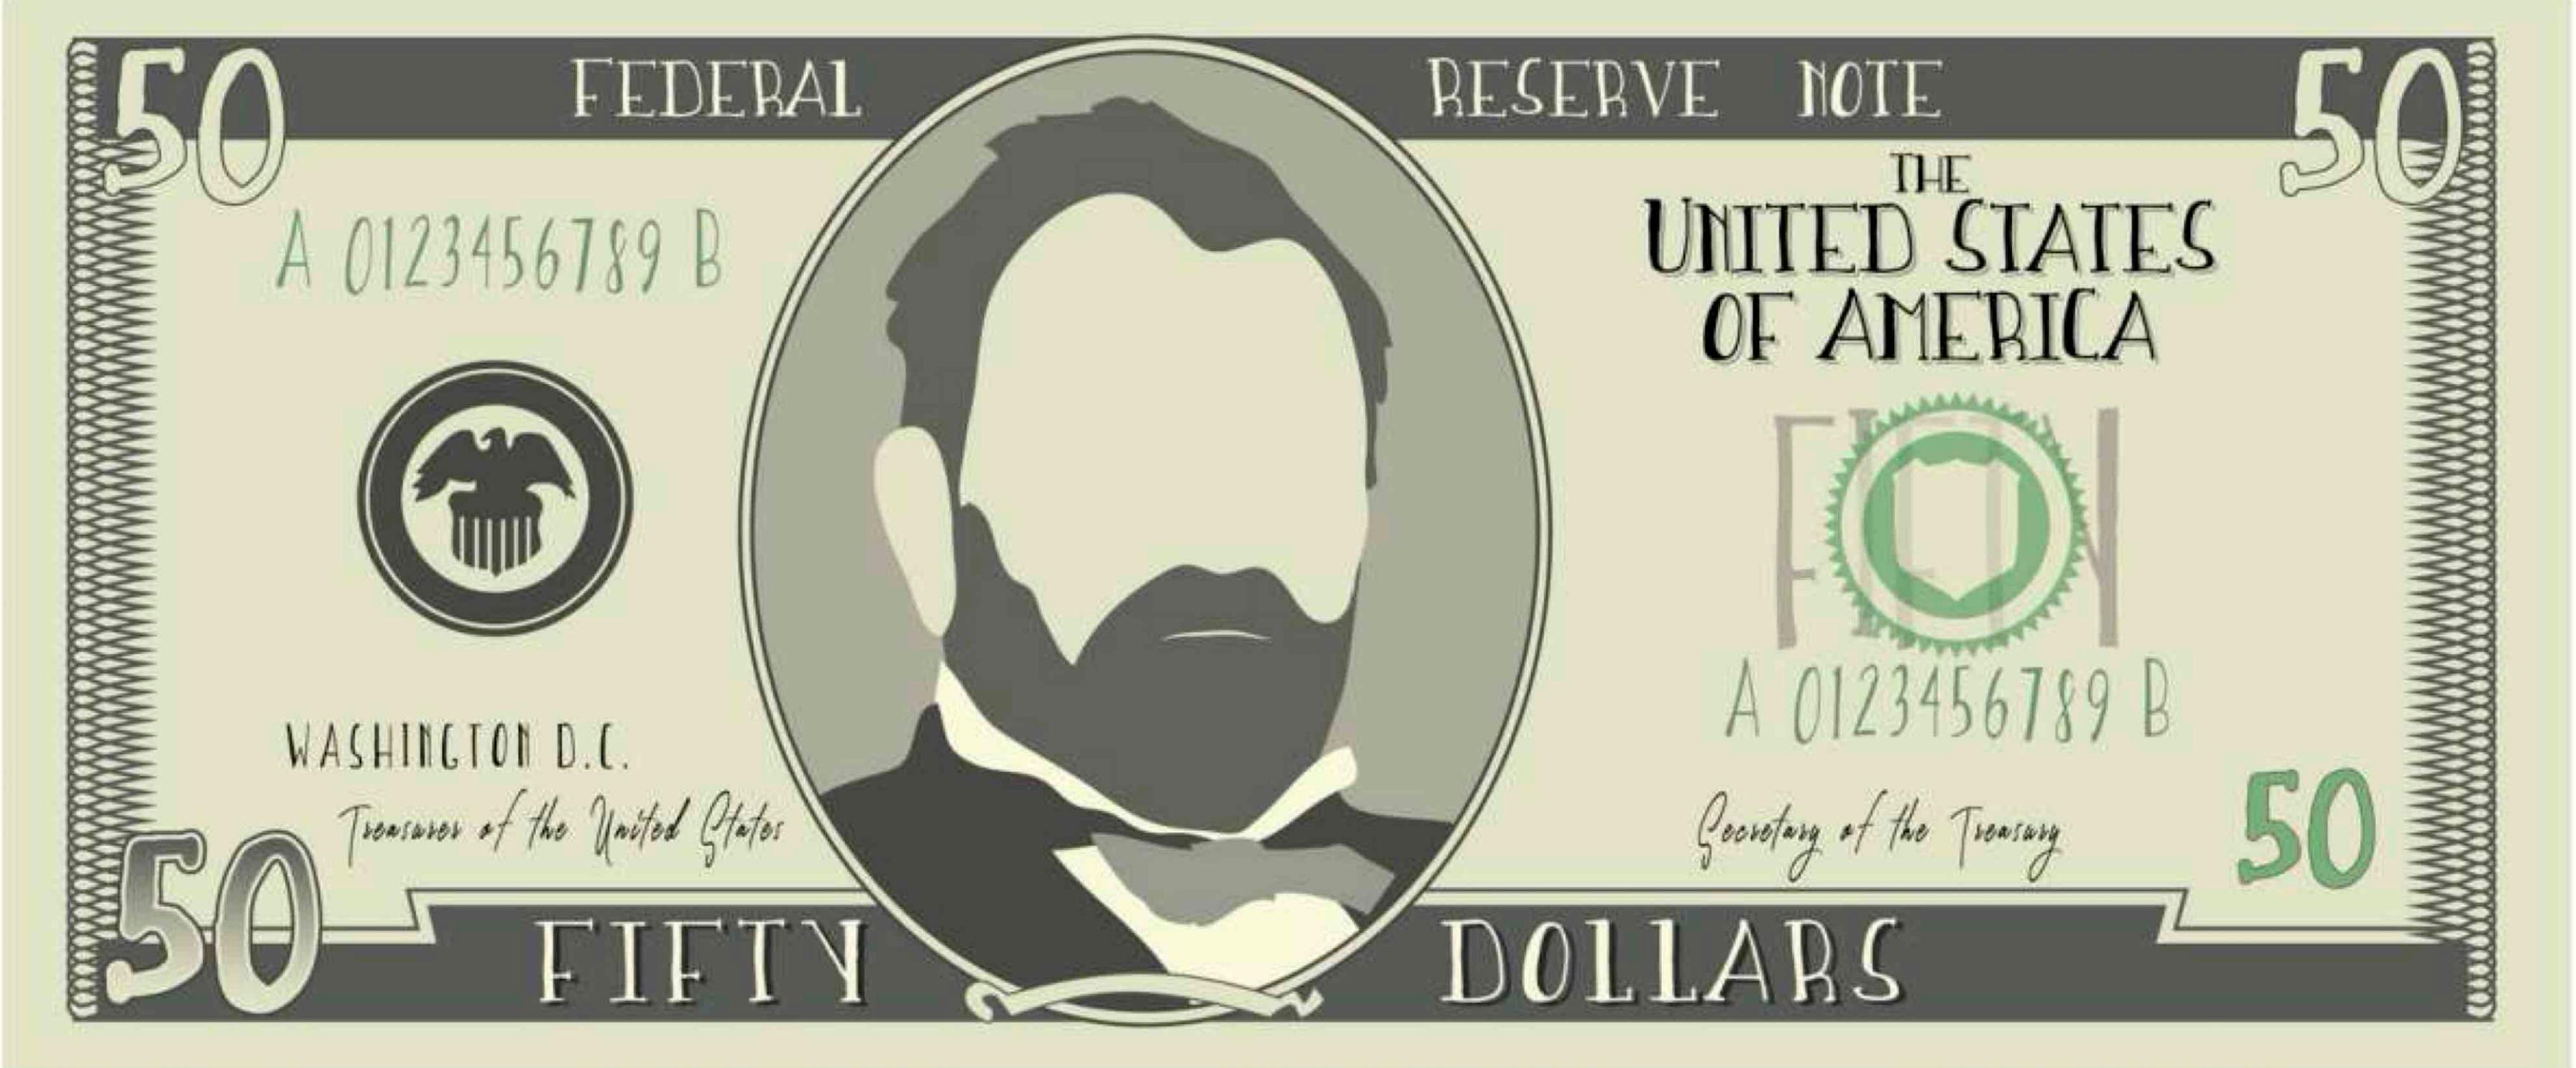 50 FEDERAL RESERVE NOTE 50
THE
UNITED STATES
OF AMERICA
A 0123456789 B
FIFTY
A 0123456789 B
WASHINGTON D.C.
Treasurer of the United States
Secretary of the Treasury
50
50
FIFTY DOLLARS